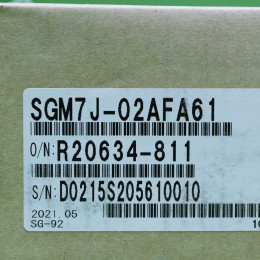 SGM7J-02AFA61
O/N: R20634-811
S/N: D0215S205610010
2021.05
SG-92